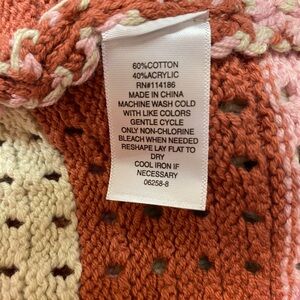 60%COTTON
40%ACRYLIC
RN#114186
MADE IN CHINA
MACHINE WASH COLD
WITH LIKE COLORS
GENTLE CYCLE
ONLY NON-CHLORINE
BLEACH WHEN NEEDED
RESHAPE LAY FLAT TO
DRY
COOL IRON IF
NECESSARY
06258-8